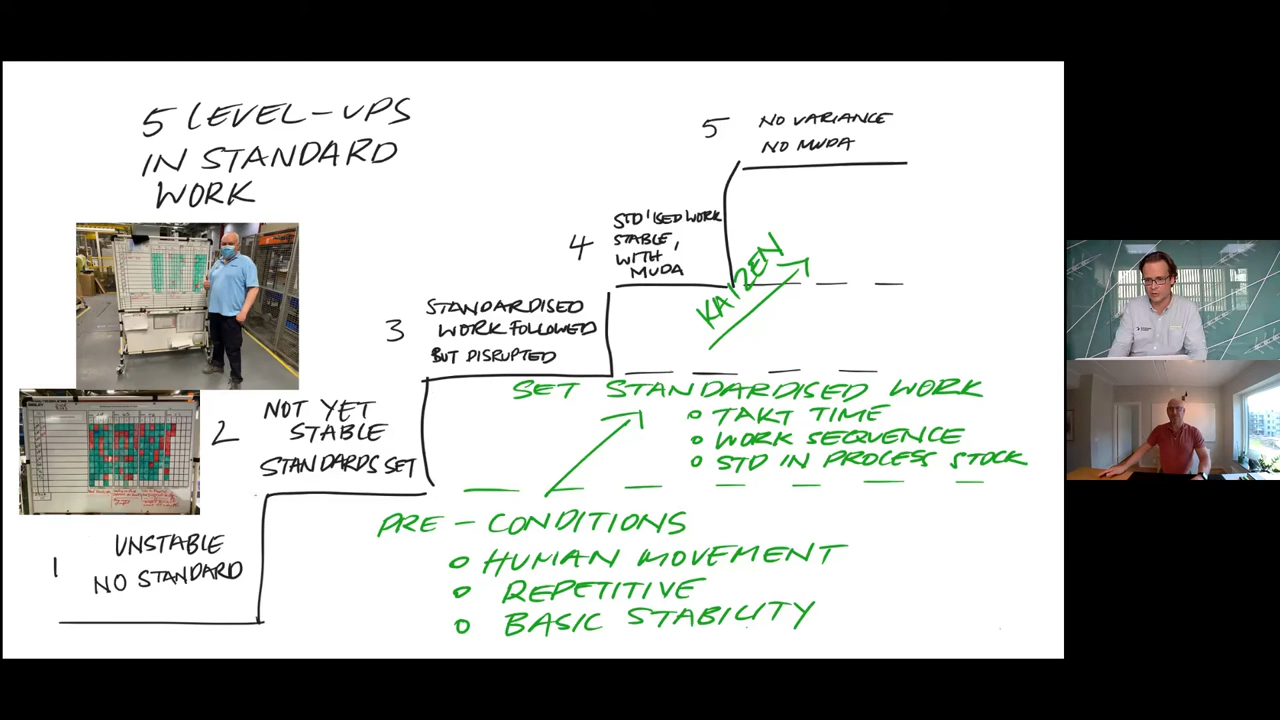 5 LEVEL-UPS
IN STANDARD
WORK
5 NO VARIANCE
NO MUDA
4 STD'ISED WORK
STABLE,
WITH
MUDA
KAIZEN
3 STANDARDISED
WORK FOLLOWED
BUT DISRUPTED
SET STANDARDISED WORK
o TAKT TIME
o WORK SEQUENCE
o STD IN PROCESS STOCK
2 NOT YET
STABLE
STANDARDS SET
PRE-CONDITIONS
o HUMAN MOVEMENT
o REPETITIVE
o BASIC STABILITY
1 UNSTABLE
NO STANDARD